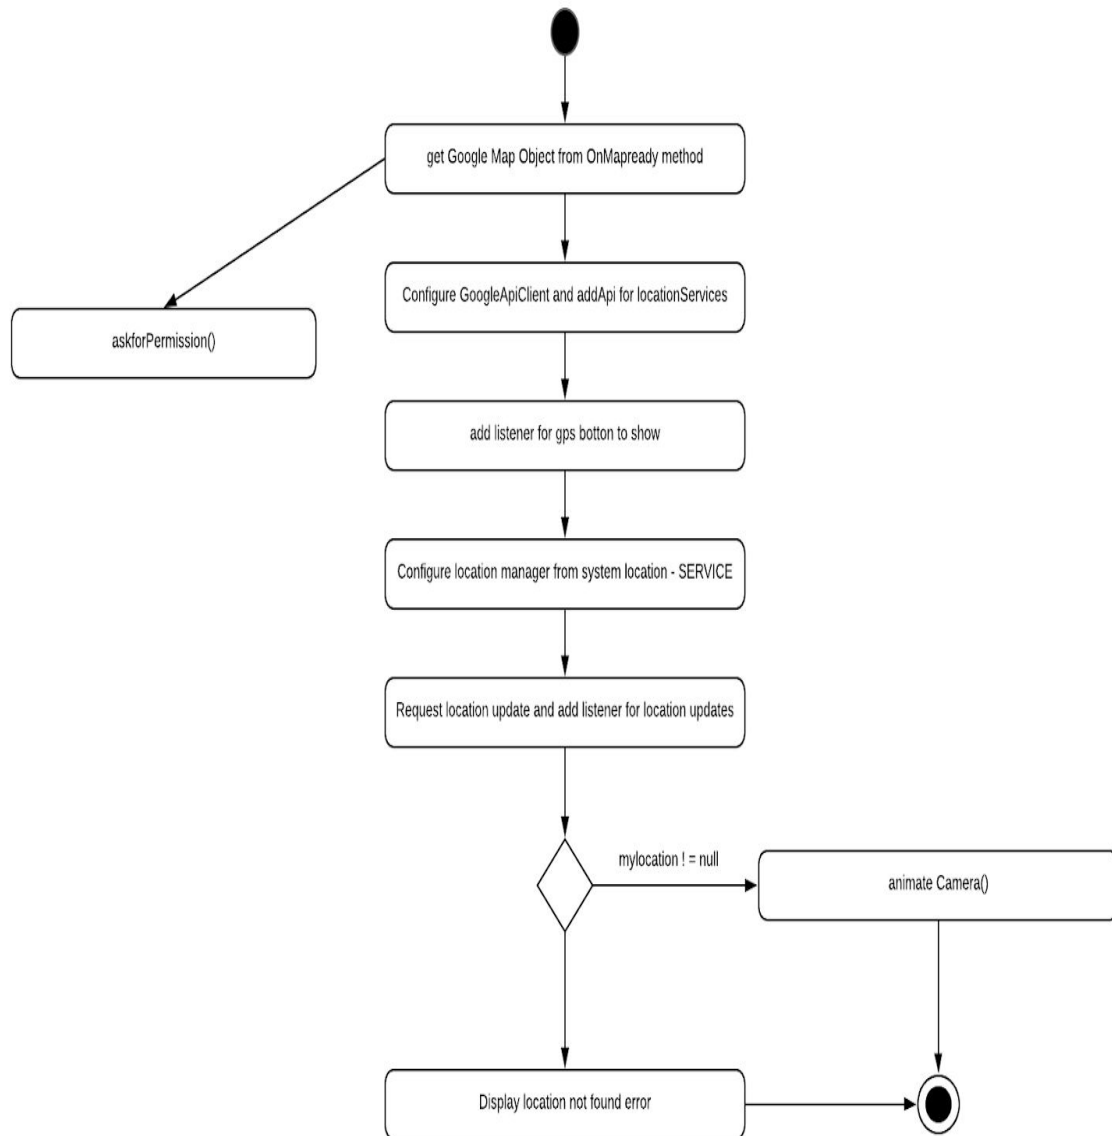 get Google Map Object from OnMapready method
Configure GoogleApiClient and addApi for locationServices
askforPermission()
add listener for gps botton to show
Configure location manager from system location - SERVICE
Request location update and add listener for location updates
mylocation ! = null
animate Camera()
Display location not found error